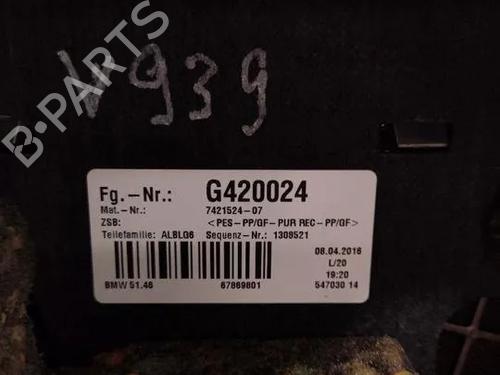 B-PARTS
V939
Fg.-Nr.: G420024
Mat.-Nr.: 7421524-07
ZSB: <PES-PP/GF-PUR REC-PP/GF>
Teilefamilie: ALBLG6 Sequenz-Nr.: 1309521
08.04.2016
L/20
19:20
BMW 51.46 67869801 547030 14